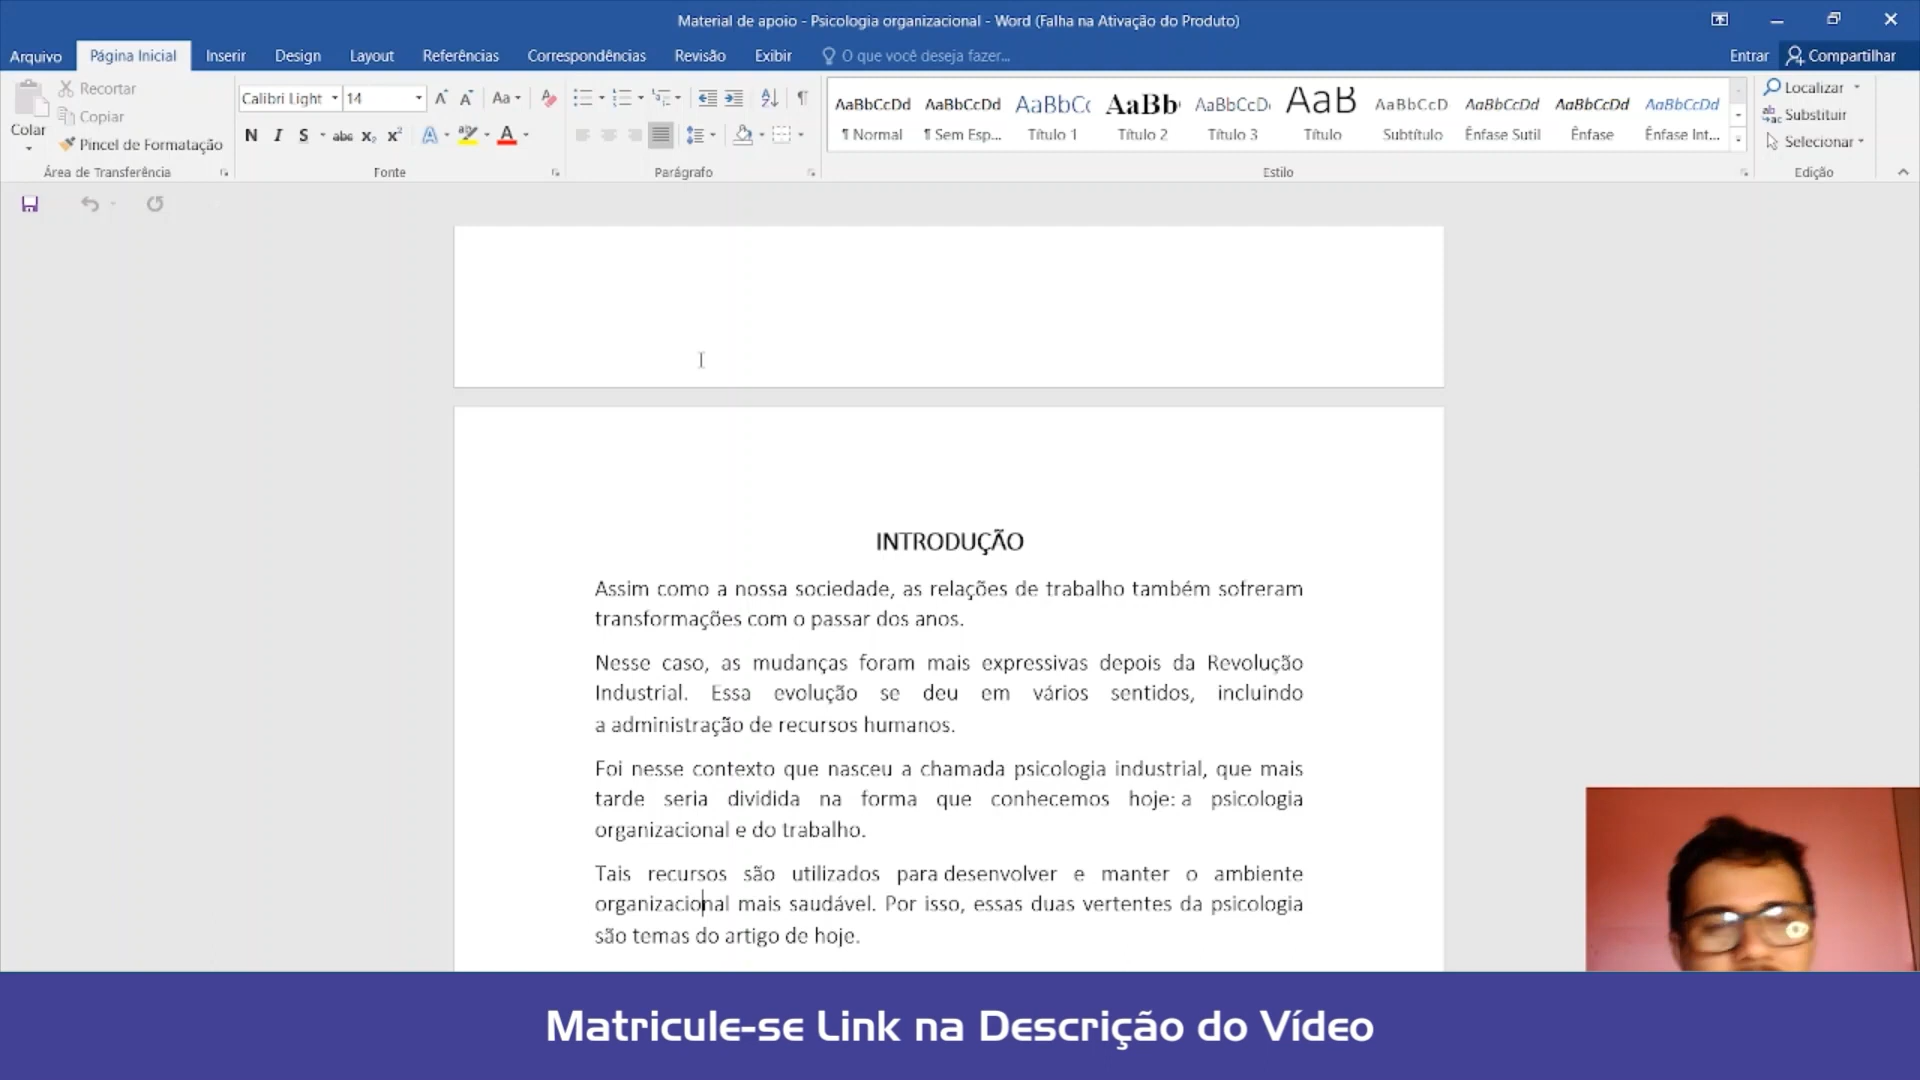 Material de apoio - Psicologia organizacional - Word (Falha na Ativação do Produto)
Arquivo Página Inicial Inserir Design Layout Referências Correspondências Revisão Exibir O que você deseja fazer... Entrar Compartilhar
Colar
Recortar
Copiar
Pincel de Formatação
Área de Transferência
Calibri Light 14 Aa
N I S abc x₂ x² A A
Fonte
Parágrafo
AaBbCcDd AaBbCcDd AaBbCc AaBb AaBbCcD AaB AaBbCcD AaBbCcDd AaBbCcDd AaBbCcDd
¶ Normal ¶ Sem Esp... Título 1 Título 2 Título 3 Título Subtítulo Ênfase Sutil Ênfase Ênfase Int...
Estilo
Localizar
Substituir
Selecionar
Edição
INTRODUÇÃO
Assim como a nossa sociedade, as relações de trabalho também sofreram
transformações com o passar dos anos.
Nesse caso, as mudanças foram mais expressivas depois da Revolução
Industrial. Essa evolução se deu em vários sentidos, incluindo
a administração de recursos humanos.
Foi nesse contexto que nasceu a chamada psicologia industrial, que mais
tarde seria dividida na forma que conhecemos hoje: a psicologia
organizacional e do trabalho.
Tais recursos são utilizados para desenvolver e manter o ambiente
organizacional mais saudável. Por isso, essas duas vertentes da psicologia
são temas do artigo de hoje.
Matricule-se Link na Descrição do Vídeo